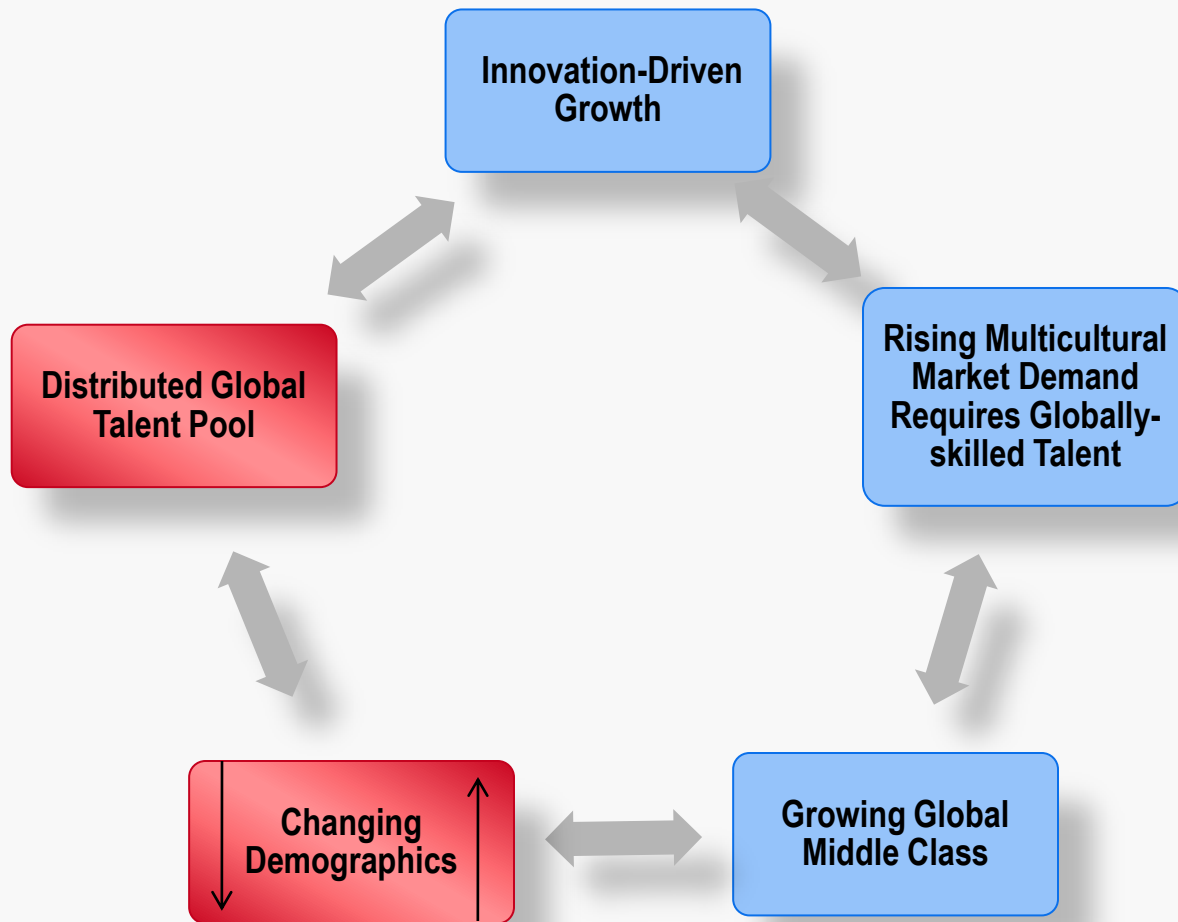 Innovation-Driven
Growth
Distributed Global
Talent Pool
Rising Multicultural
Market Demand
Requires Globally-
skilled Talent
Changing
Demographics
Growing Global
Middle Class